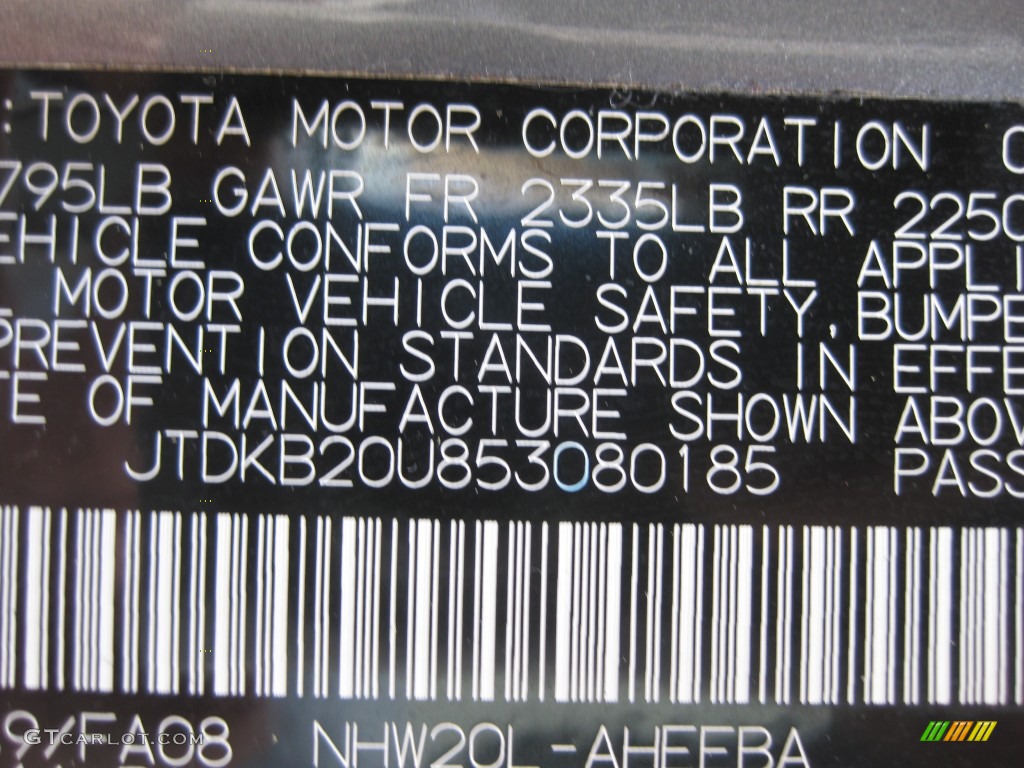 : TOYOTA MOTOR CORPORATION
795LB GAWR FR 2335LB RR 2250
EHICLE CONFORMS TO ALL APPLI
L MOTOR VEHICLE SAFETY, BUMPE
PREVENTION STANDARDS IN EFFE
TE OF MANUFACTURE SHOWN ABOV
JTDKB20U853080185 PASS
FA08 NHW20L-AHEEBA
GTCARLOT.COM